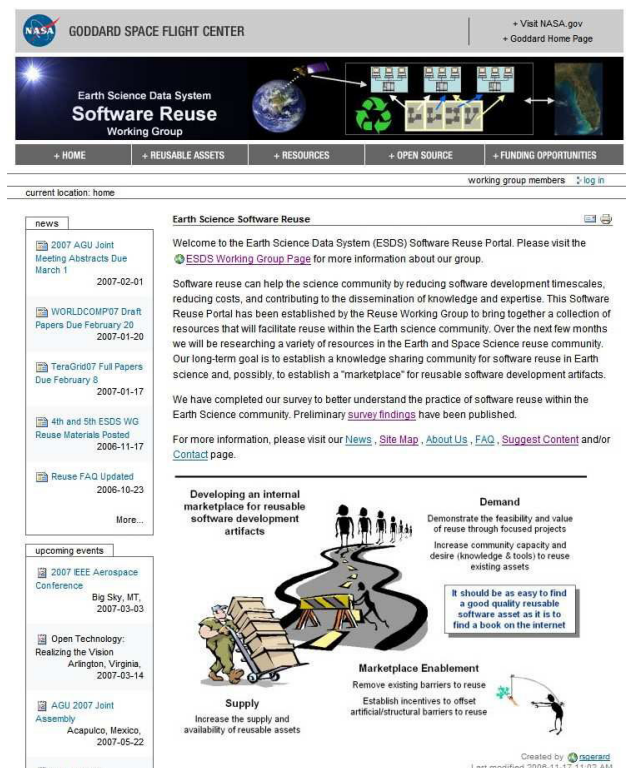 NASA
GODDARD SPACE FLIGHT CENTER
+ Visit NASA.gov
+ Goddard Home Page
Earth Science Data System
Software Reuse
Working Group
+ HOME
+ REUSABLE ASSETS
+ RESOURCES
+ OPEN SOURCE
+ FUNDING OPPORTUNITIES
working group members log in
current location: home
news
2007 AGU Joint
Meeting Abstracts Due
March 1
2007-02-01
WORLDCOMP'07 Draft
Papers Due February 20
2007-01-20
TeraGrid07 Full Papers
Due February 8
2007-01-17
4th and 5th ESDS WG
Reuse Materials Posted
2006-11-17
Reuse FAQ Updated
2006-10-23
More...
upcoming events
2007 IEEE Aerospace
Conference
Big Sky, MT,
2007-03-03
Open Technology:
Realizing the Vision
Arlington, Virginia,
2007-03-14
AGU 2007 Joint
Assembly
Acapulco, Mexico,
2007-05-22
Earth Science Software Reuse
Welcome to the Earth Science Data System (ESDS) Software Reuse Portal. Please visit the
ESDS Working Group Page for more information about our group.
Software reuse can help the science community by reducing software development timescales,
reducing costs, and contributing to the dissemination of knowledge and expertise. This Software
Reuse Portal has been established by the Reuse Working Group to bring together a collection of
resources that will facilitate reuse within the Earth science community. Over the next few months
we will be researching a variety of resources in the Earth and Space Science reuse community.
Our long-term goal is to establish a knowledge sharing community for software reuse in Earth
science and, possibly, to establish a "marketplace" for reusable software development artifacts.
We have completed our survey to better understand the practice of software reuse within the
Earth Science community. Preliminary survey findings have been published.
For more information, please visit our News , Site Map , About Us , FAQ , Suggest Content and/or
Contact page.
Developing an internal
marketplace for reusable
software development
artifacts
Demand
Demonstrate the feasibility and value
of reuse through focused projects
Increase community capacity and
desire (knowledge & tools) to reuse
existing assets
It should be as easy to find
a good quality reusable
software asset as it is to
find a book on the internet
Marketplace Enablement
Remove existing barriers to reuse
Establish incentives to offset
artificial/structural barriers to reuse
Supply
Increase the supply and
availability of reusable assets
Created by rsgerard
Last modified 2006-11-17 11:02 AM